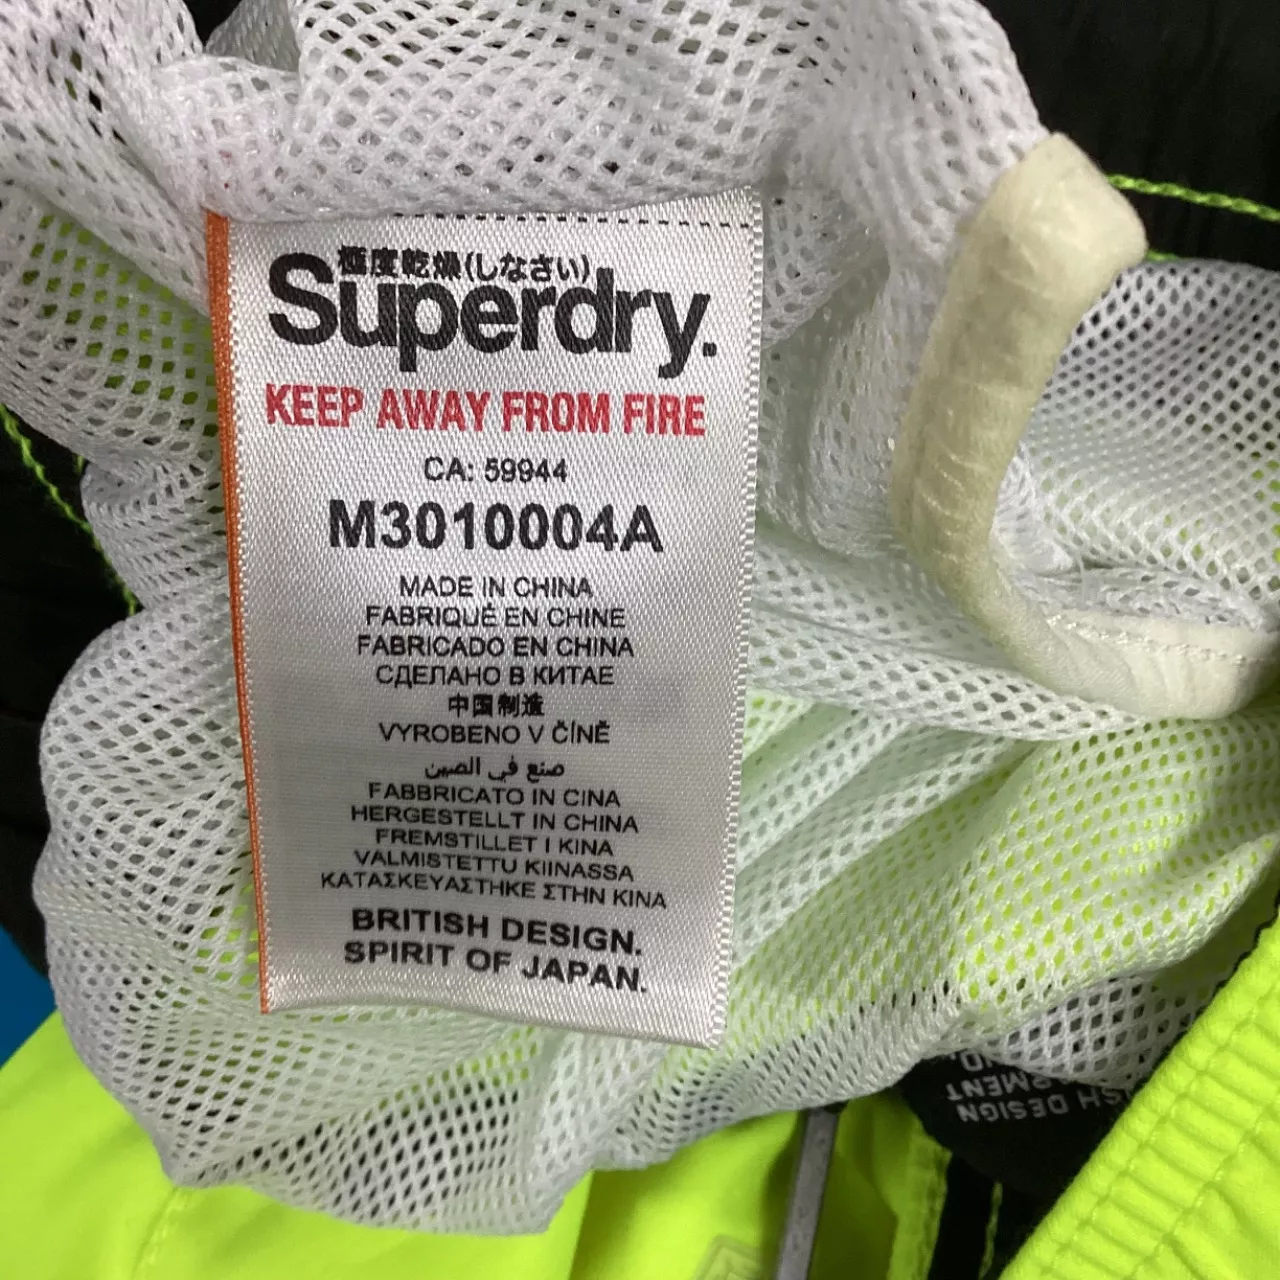 極度乾燥(しなさい)
Superdry.
KEEP AWAY FROM FIRE
CA: 59944
M3010004A
MADE IN CHINA
FABRIQUÉ EN CHINE
FABRICADO EN CHINA
СДЕЛАНО В КИТАЕ
中国制造
VYROBENO V ČÍNĚ
صنع في الصين
FABBRICATO IN CINA
HERGESTELLT IN CHINA
FREMSTILLET I KINA
VALMISTETTU KIINASSA
ΚΑΤΑΣΚΕΥΑΣΤΗΚΕ ΣΤΗΝ ΚΙΝΑ
BRITISH DESIGN.
SPIRIT OF JAPAN.
DESIGN